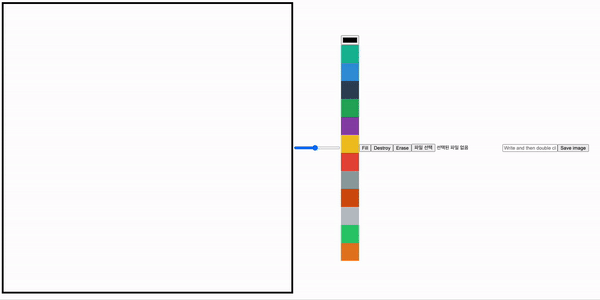 Fill Destroy Erase 파일 선택 선택된 파일 없음 Write and then double cl Save image